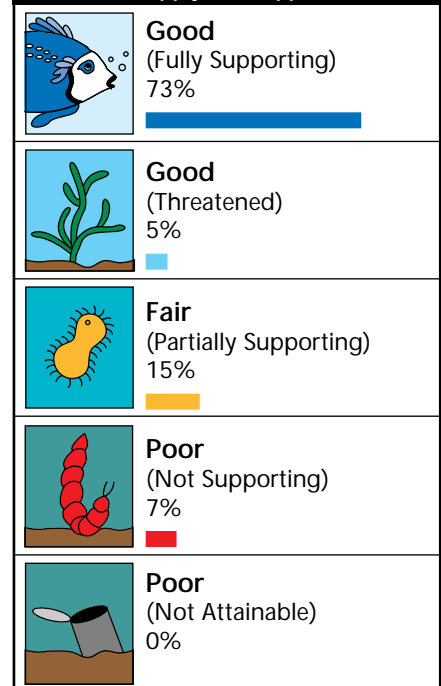 Good
(Fully Supporting)
73%
Good
(Threatened)
5%
Fair
(Partially Supporting)
15%
Poor
(Not Supporting)
7%
Poor
(Not Attainable)
0%